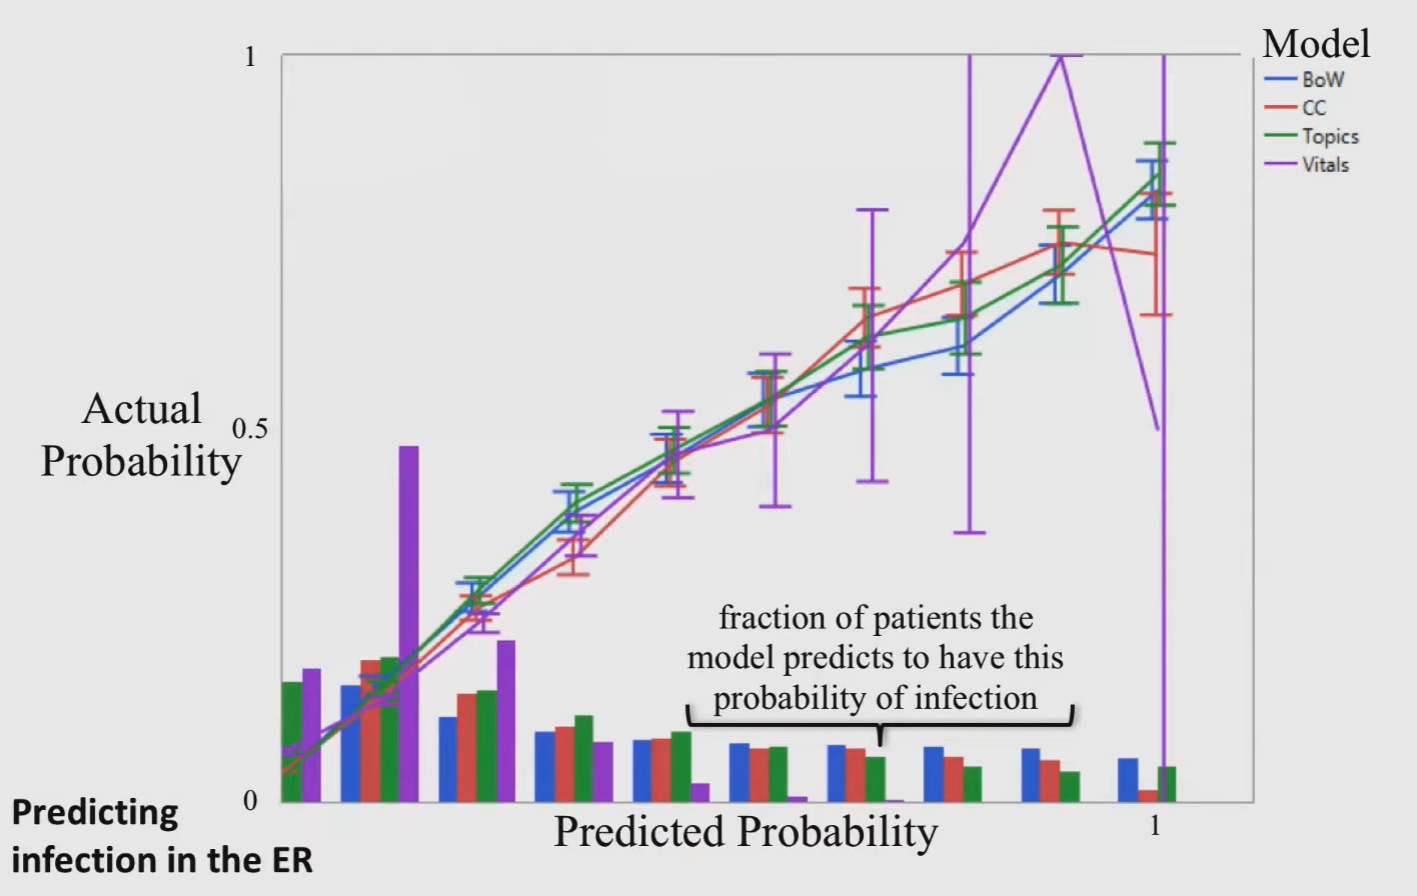 Model
BoW
CC
Topics
Vitals
1
Actual
Probability
0.5
fraction of patients the
model predicts to have this
probability of infection
0
Predicted Probability
1
Predicting
infection in the ER